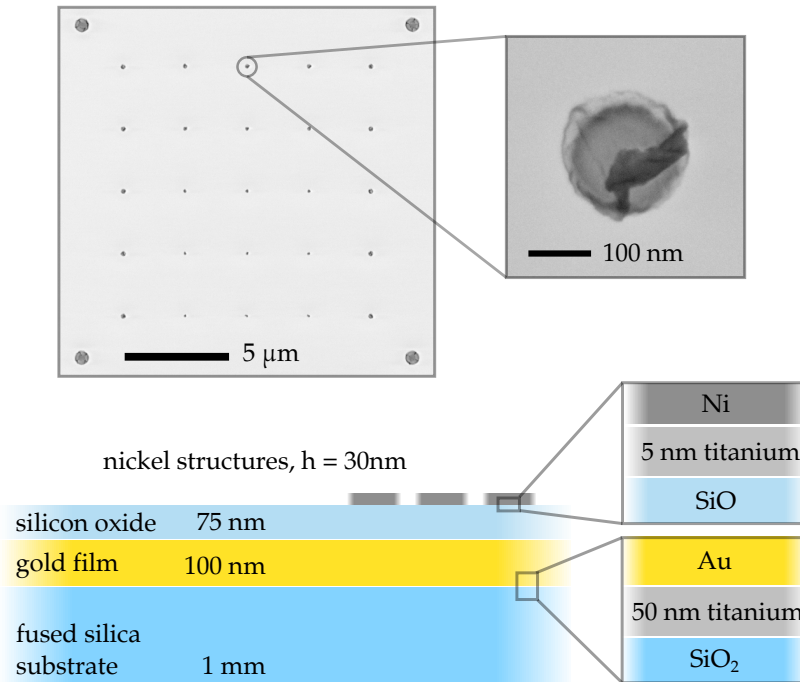 100 nm
5 µm
Ni
nickel structures, h = 30nm
5 nm titanium
SiO
silicon oxide 75 nm
gold film 100 nm
Au
50 nm titanium
fused silica
substrate 1 mm
SiO₂